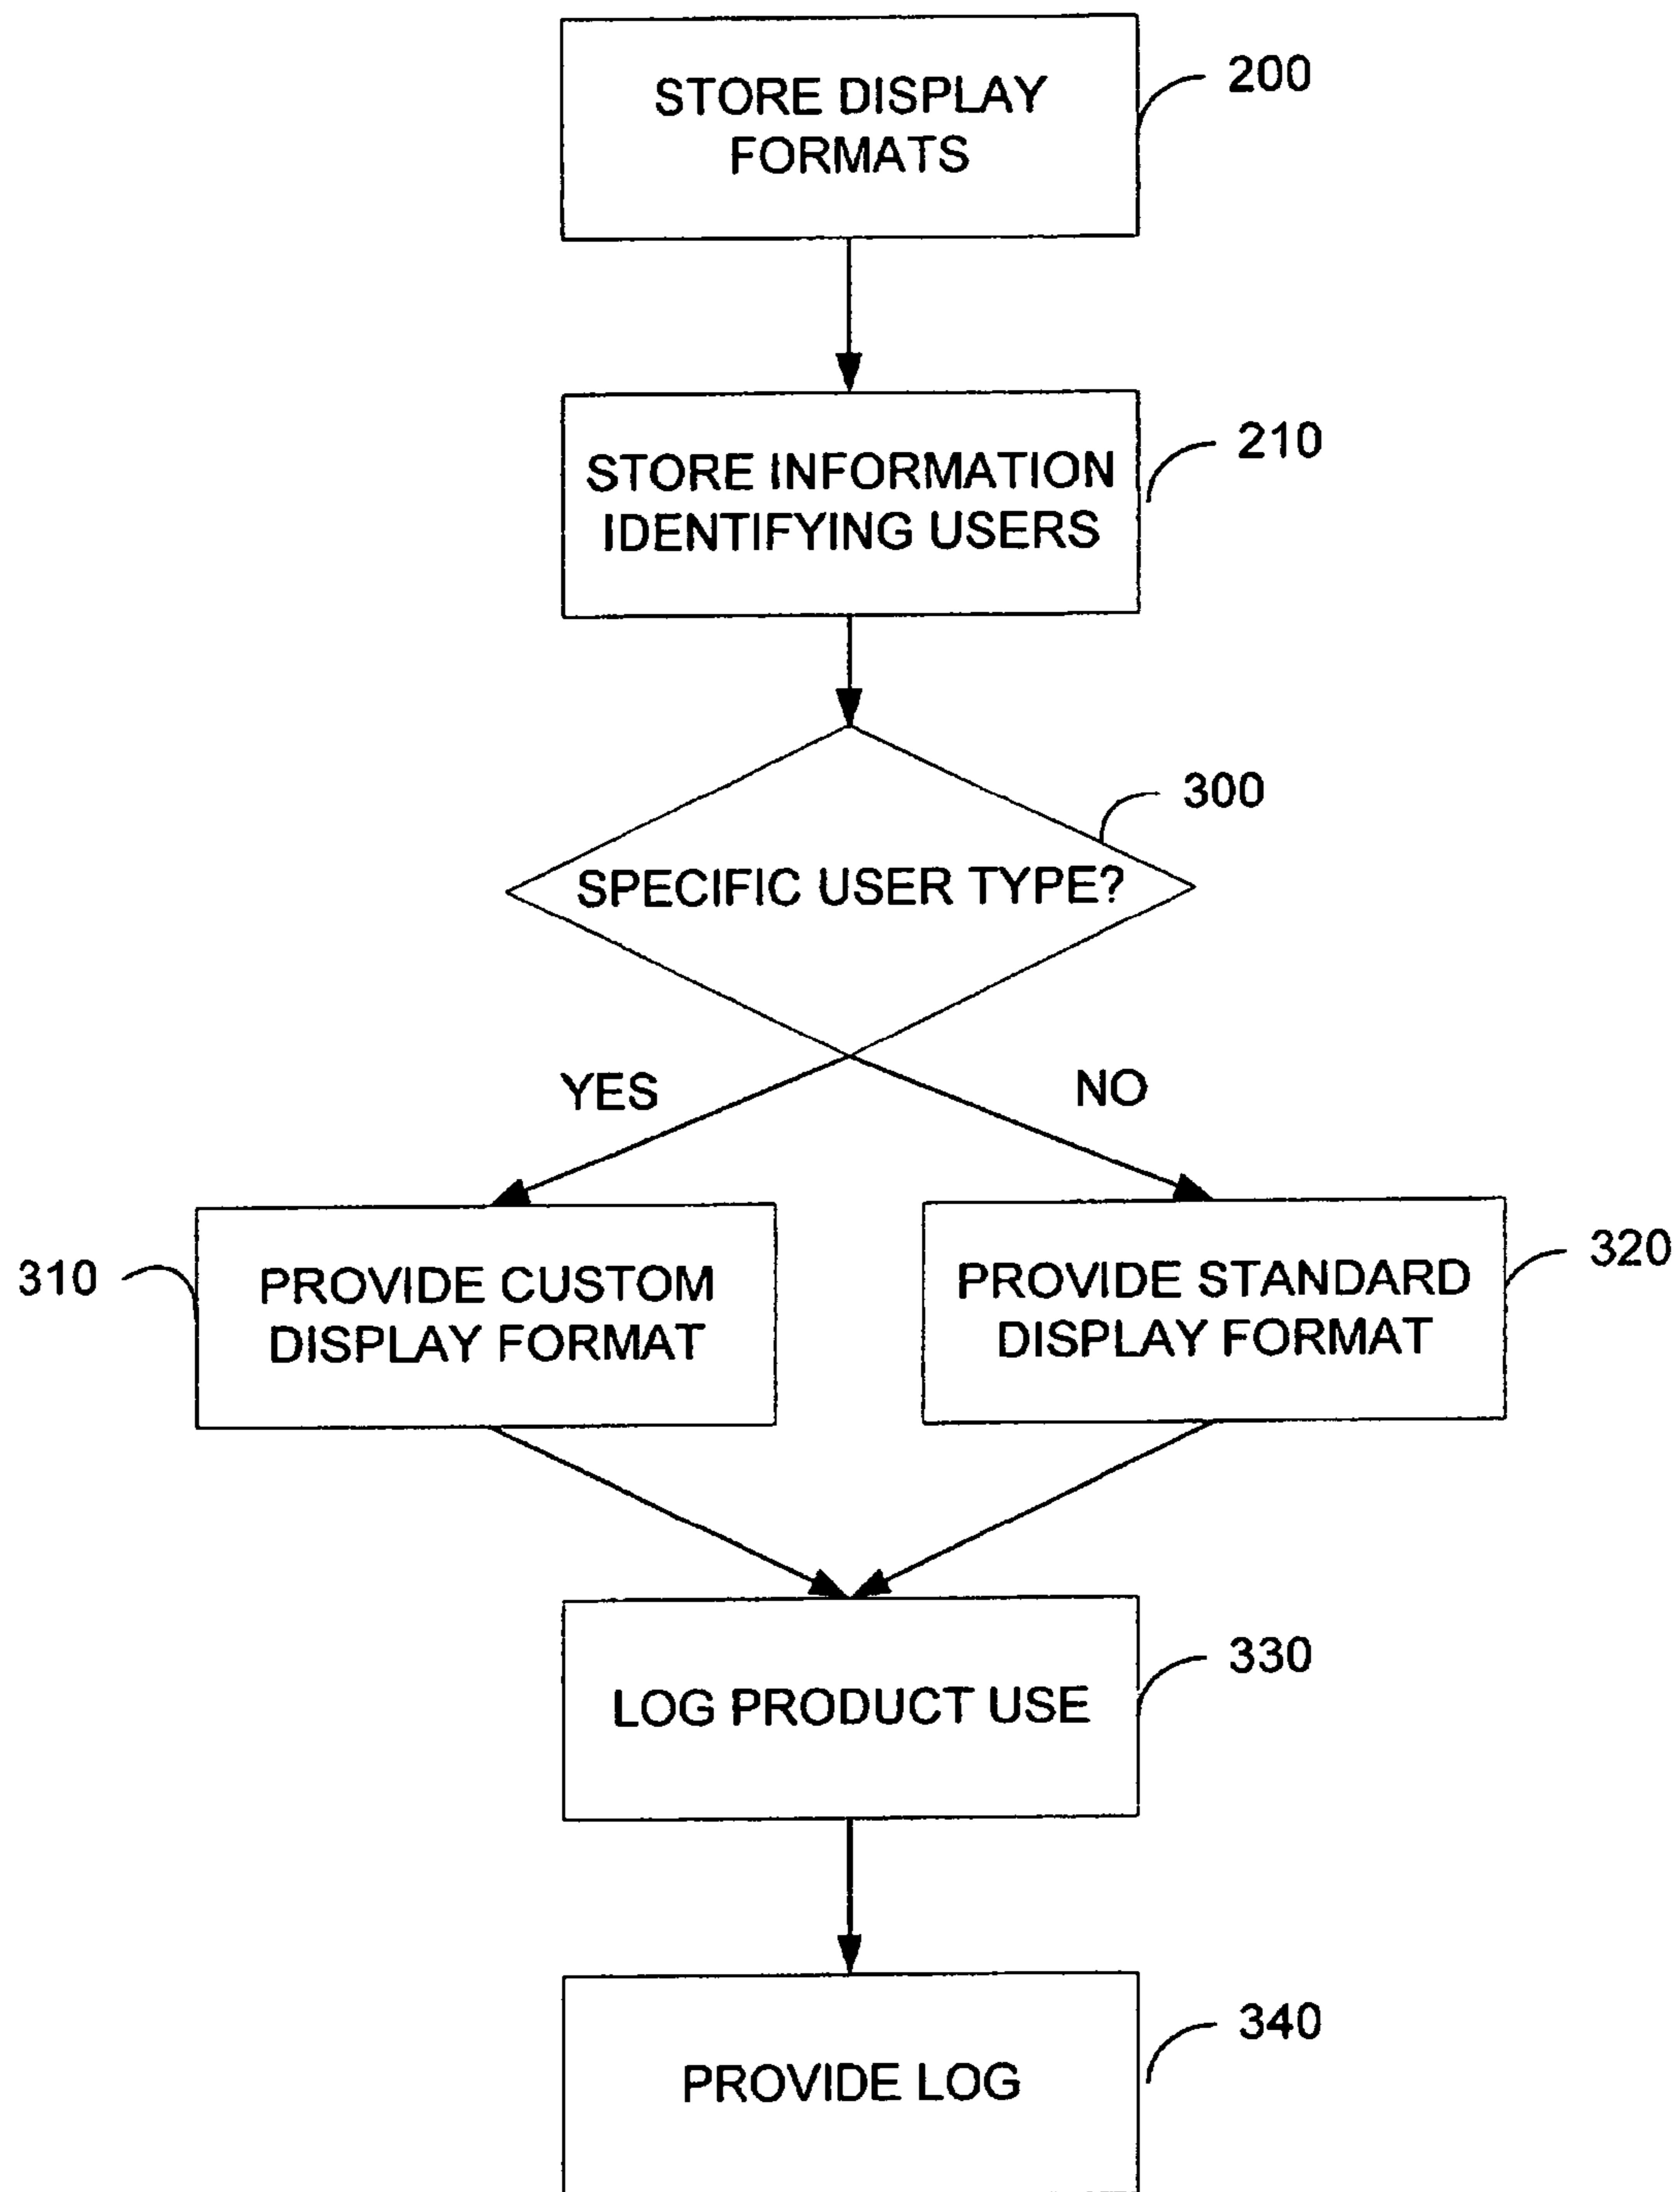 STORE DISPLAY
FORMATS
200
STORE INFORMATION
IDENTIFYING USERS
210
300
SPECIFIC USER TYPE?
YES
NO
310
PROVIDE CUSTOM
DISPLAY FORMAT
PROVIDE STANDARD
DISPLAY FORMAT
320
LOG PRODUCT USE
330
PROVIDE LOG
340